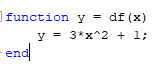 function y = df(x)
y = 3*x^2 + 1;
end